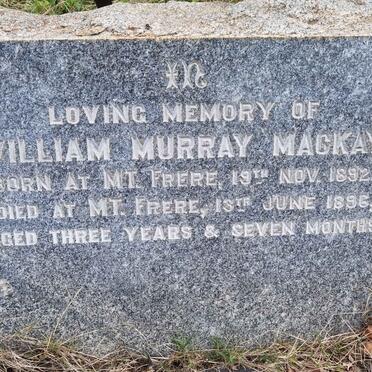 IN
LOVING MEMORY OF
WILLIAM MURRAY MACKAY
BORN AT MT. FRERE, 19TH NOV. 1892
DIED AT MT. FRERE, 13TH JUNE 1896,
AGED THREE YEARS & SEVEN MONTHS